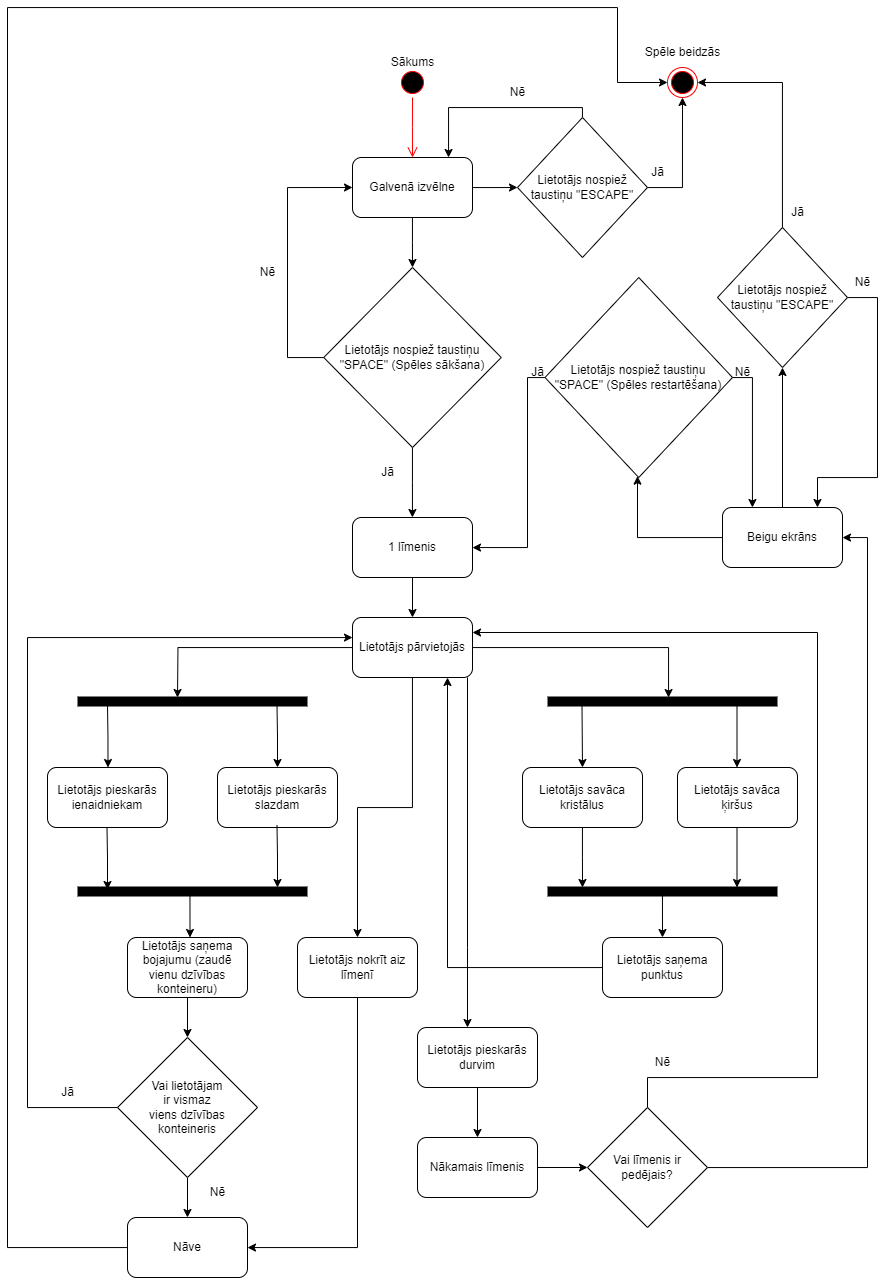 Spēle beidzās
Sākums
Nē
Galvenā izvēlne
Lietotājs nospiež
taustiņu "ESCAPE"
Jā
Jā
Nē
Lietotājs nospiež
taustiņu "ESCAPE"
Nē
Lietotājs nospiež taustiņu
"SPACE" (Spēles sākšana)
Jā
Lietotājs nospiež taustiņu
"SPACE" (Spēles restartēšana)
Nē
Jā
1 līmenis
Beigu ekrāns
Lietotājs pārvietojās
Lietotājs pieskarās
ienaidniekam
Lietotājs pieskarās
slazdam
Lietotājs savāca
kristālus
Lietotājs savāca
ķiršus
Lietotājs saņema
bojajumu (zaudē
vienu dzīvības
konteineru)
Lietotājs nokrīt aiz
līmenī
Lietotājs saņema
punktus
Lietotājs pieskarās
durvim
Jā
Vai lietotājam
ir vismaz
viens dzīvības
konteineris
Nē
Nē
Nākamais līmenis
Vai līmenis ir
pedējais?
Nāve